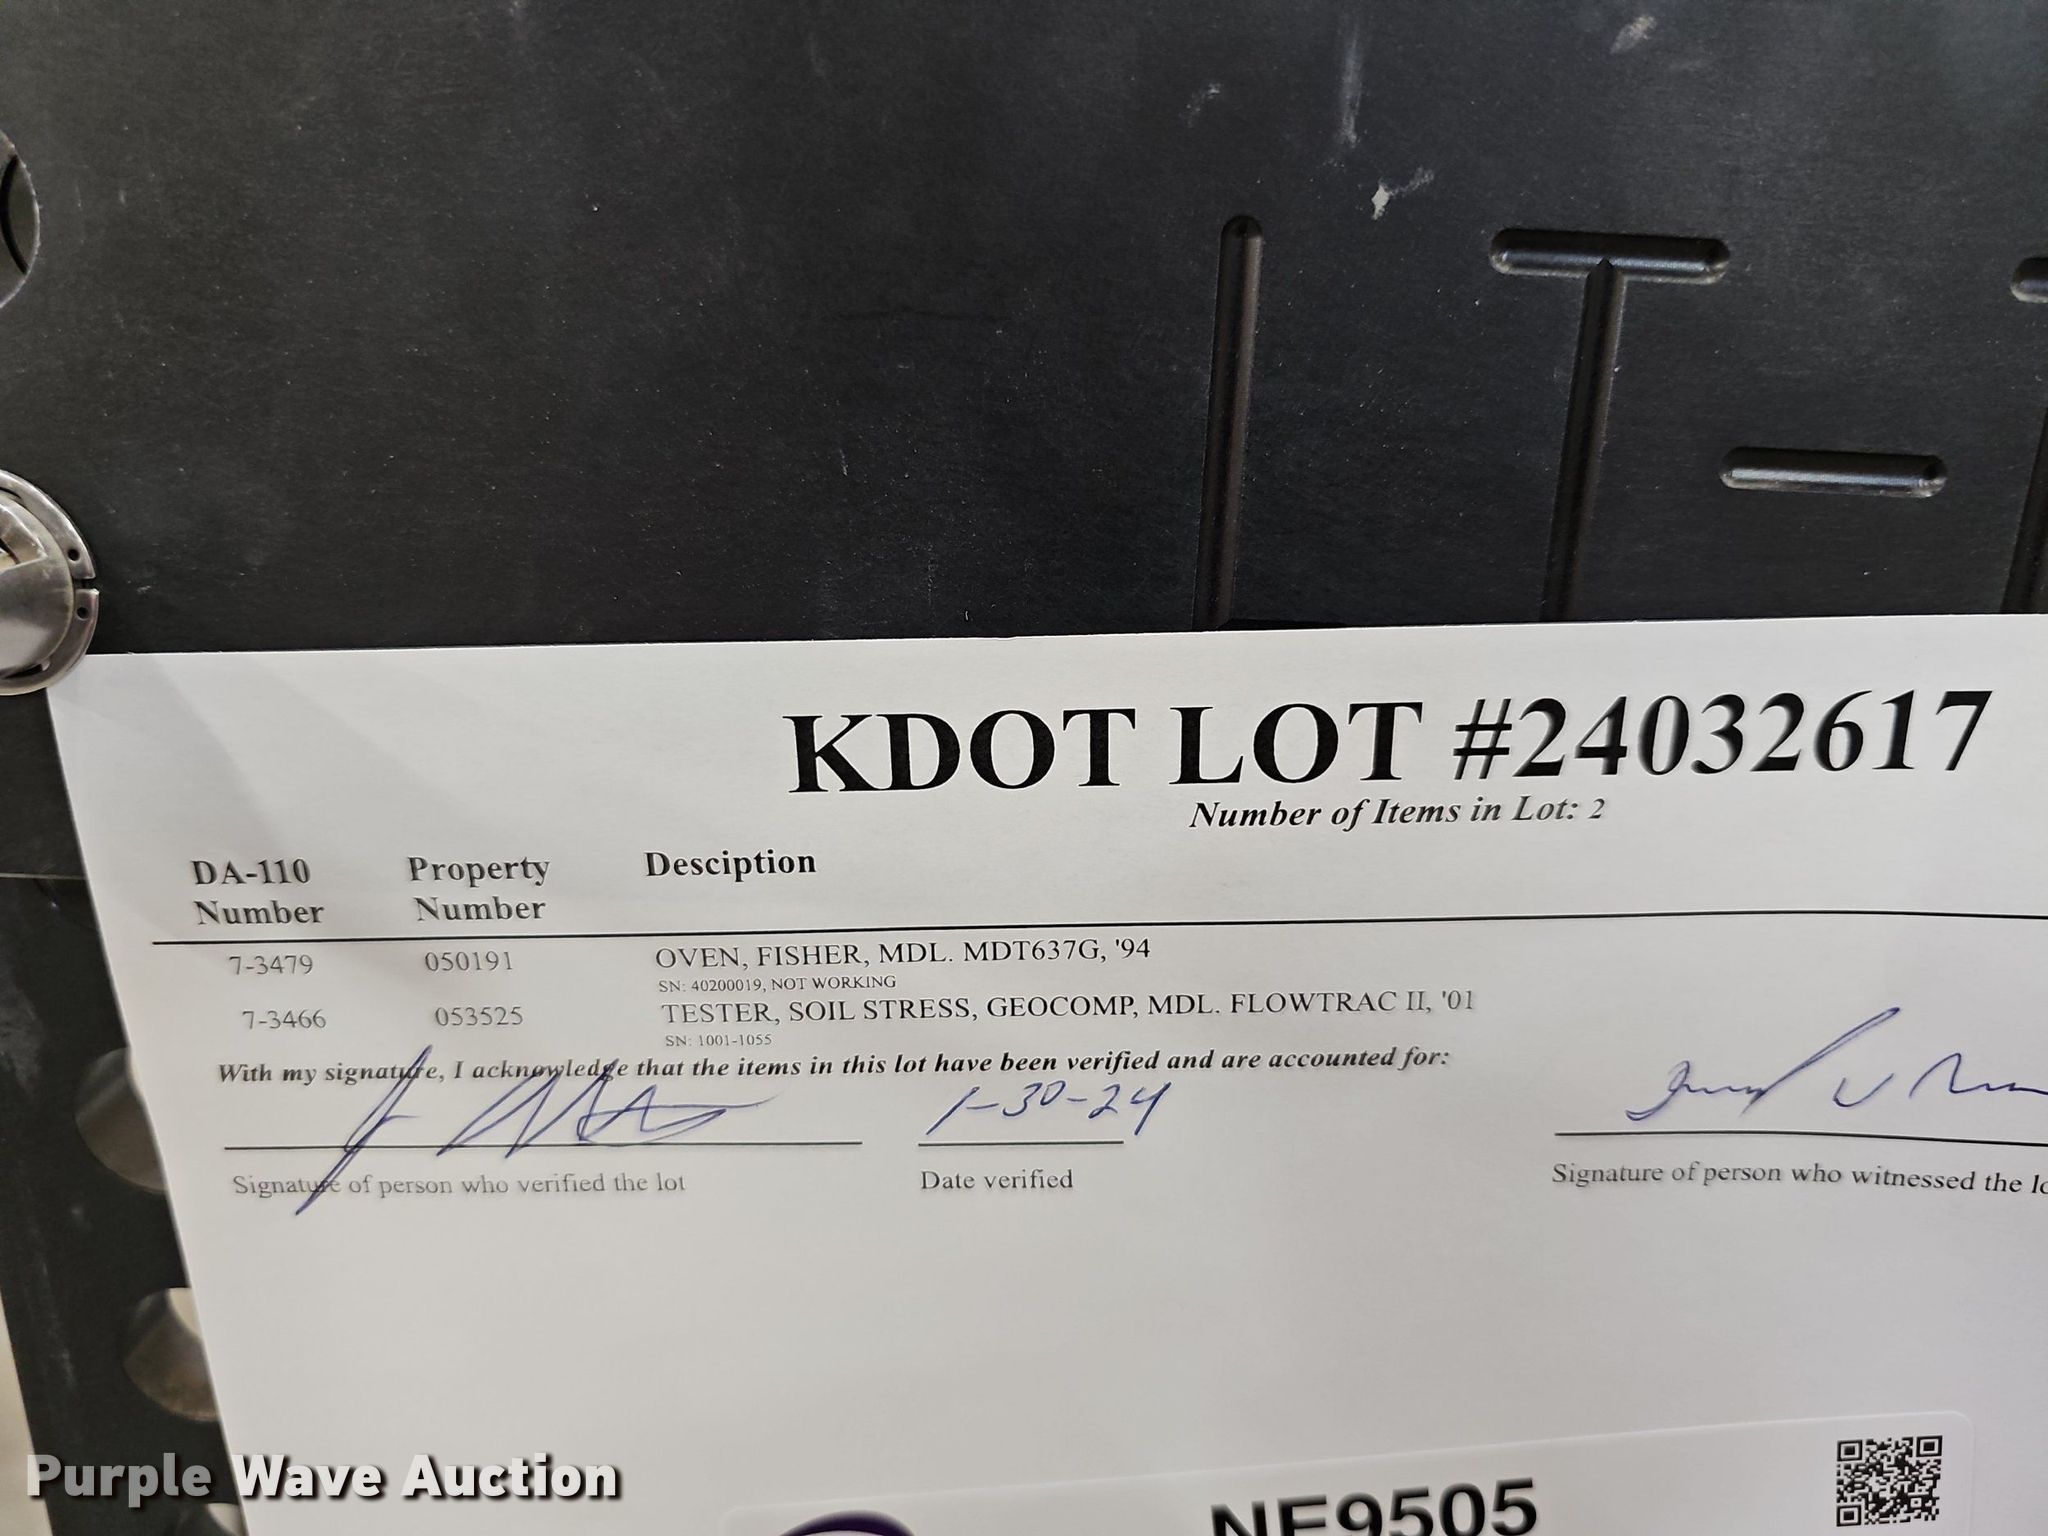 KDOT LOT #24032617
Number of Items in Lot: 2
DA-110 Number
Property Number
Desciption
7-3479 050191 OVEN, FISHER, MDL. MDT637G, '94
SN: 40200019, NOT WORKING
7-3466 053525 TESTER, SOIL STRESS, GEOCOMP, MDL. FLOWTRAC II, '01
SN: 1001-1055
With my signature, I acknowledge that the items in this lot have been verified and are accounted for:
1-30-24
Signature of person who verified the lot
Date verified
Signature of person who witnessed the
NE9505
Purple Wave Auction